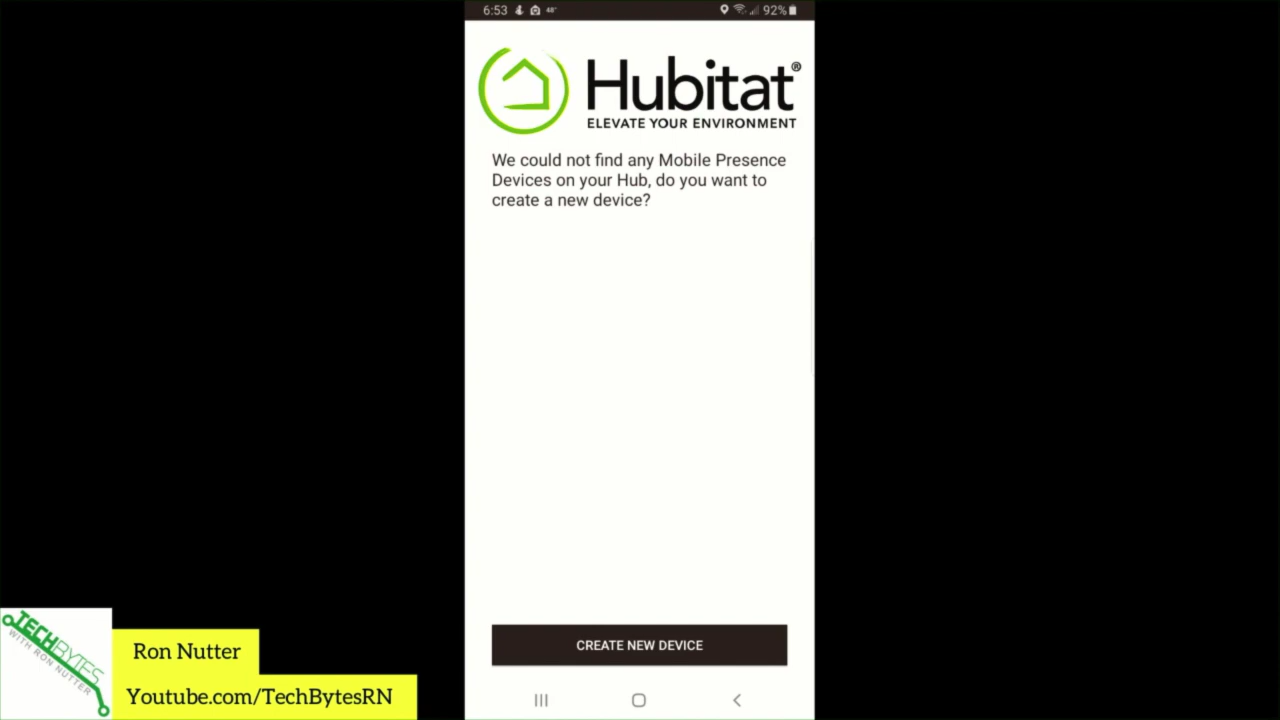 6:53 48° 92%
Hubitat®
ELEVATE YOUR ENVIRONMENT
We could not find any Mobile Presence
Devices on your Hub, do you want to
create a new device?
CREATE NEW DEVICE
TECHBYTES
WITH RON NUTTER
Ron Nutter
Youtube.com/TechBytesRN